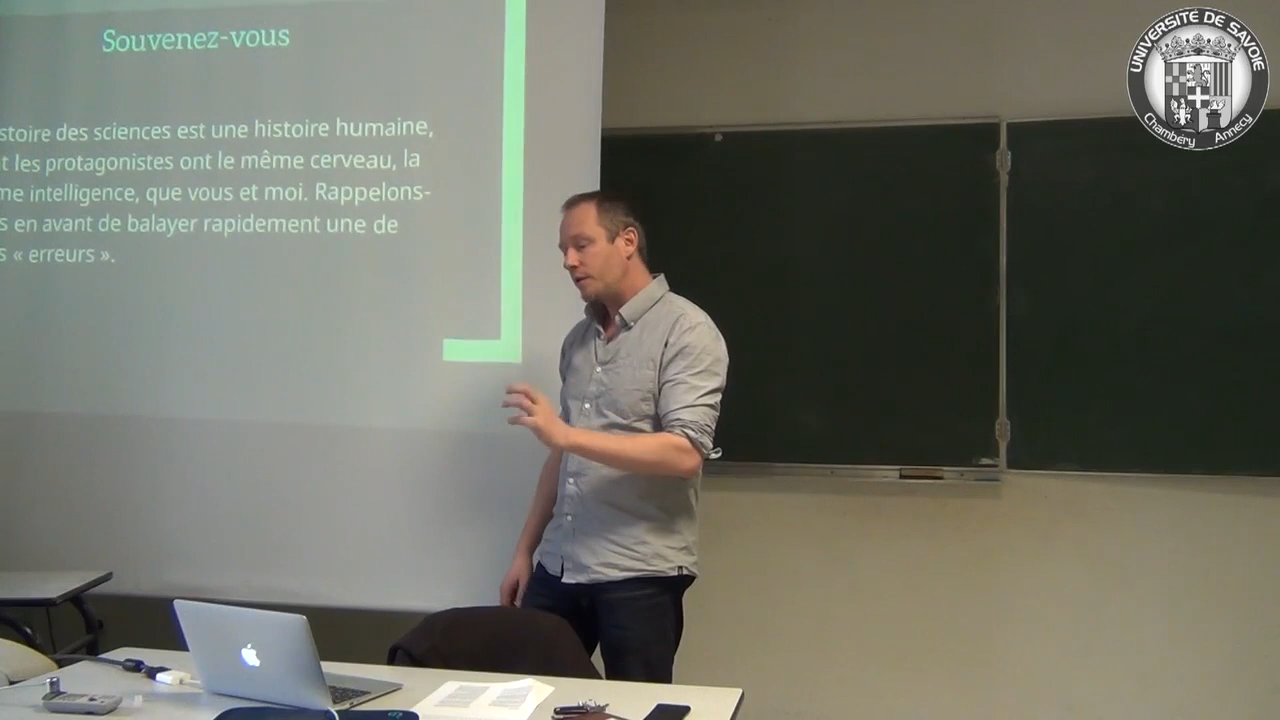 Souvenez-vous
stoire des sciences est une histoire humaine,
t les protagonistes ont le même cerveau, la
me intelligence, que vous et moi. Rappelons-
s en avant de balayer rapidement une de
s « erreurs ».
UNIVERSITÉ DE SAVOIE
Chambéry Annecy